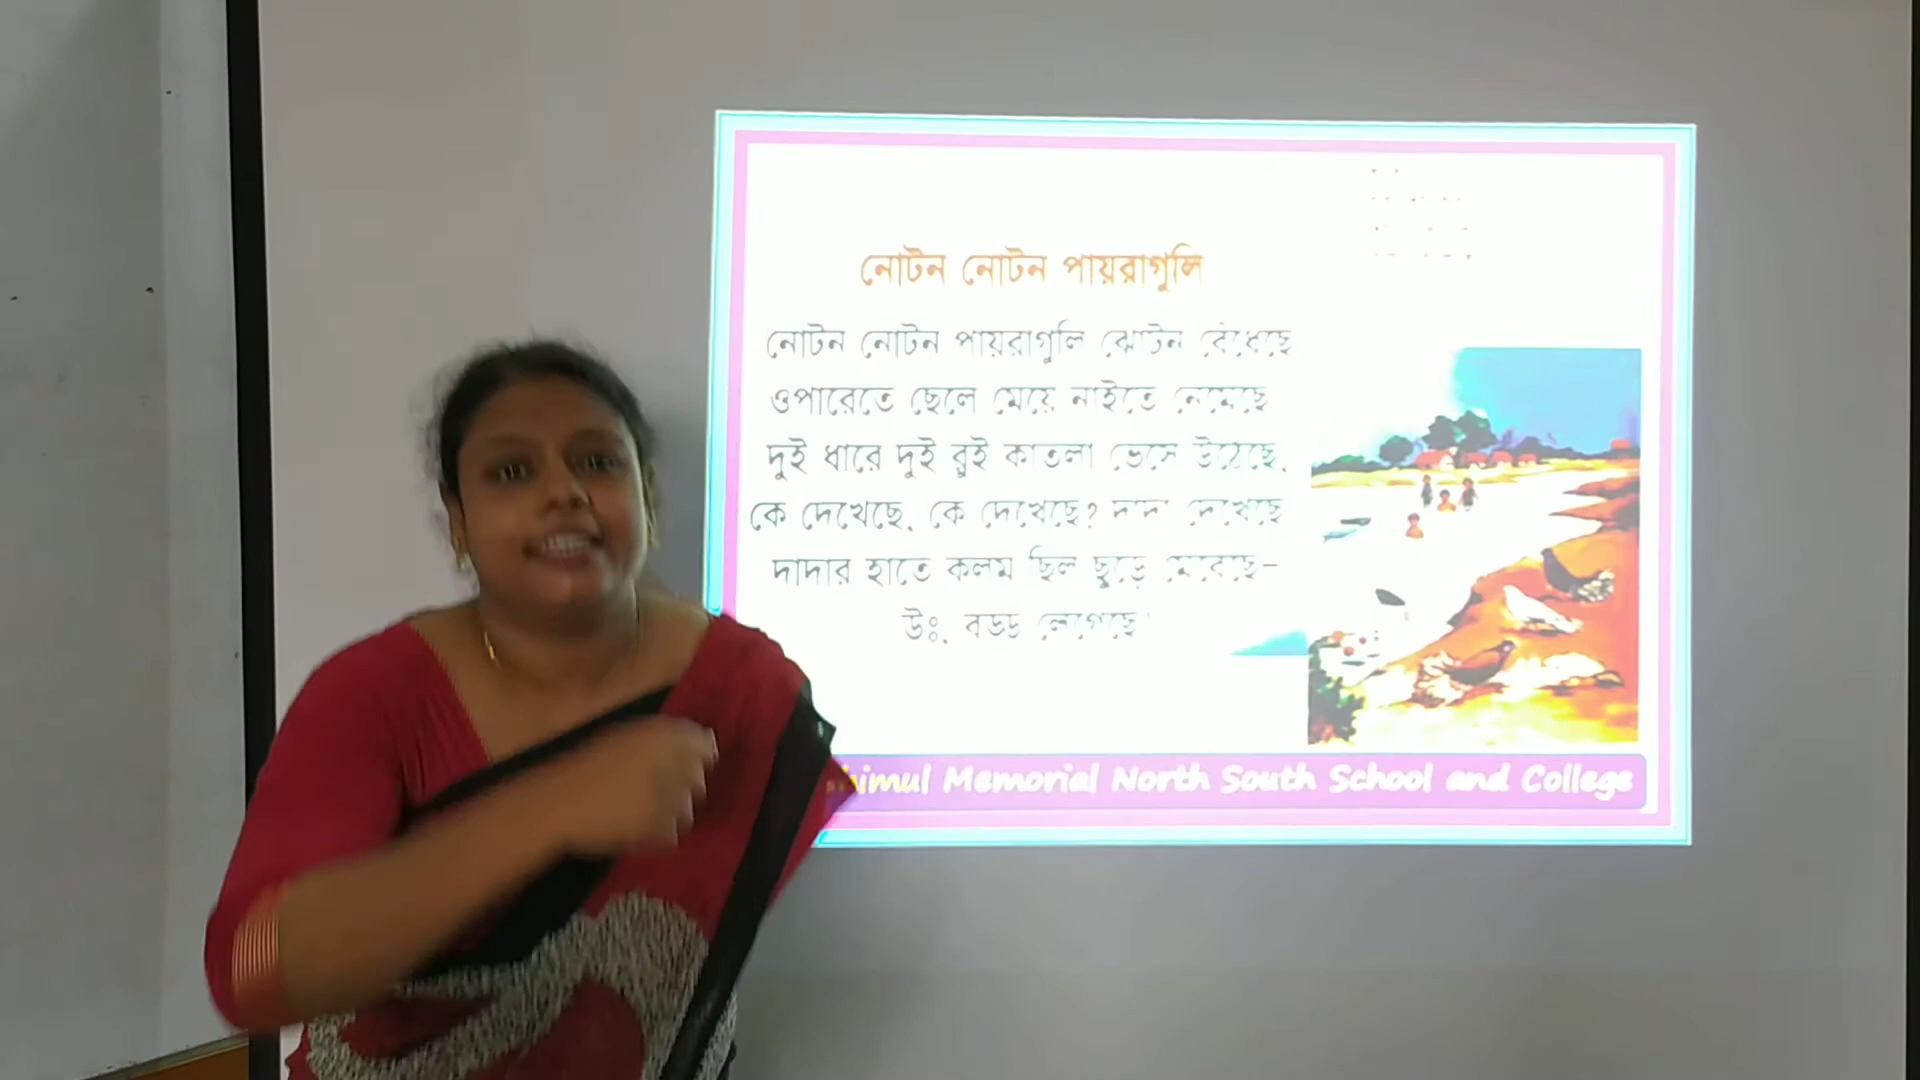 নোটন নোটন পায়রাগুলি
নোটন নোটন পায়রাগুলি ঝোটন বেঁধেছে
ওপারেতে ছেলে মেয়ে নাইতে নেমেছে
দুই ধারে দুই রুই কাতলা ভেসে উঠেছে,
কে দেখেছে, কে দেখেছে? দাদা দেখেছে
দাদার হাতে কলম ছিল ছুড়ে মেরেছে-
উঃ, বড্ড লেগেছে।
Memorial North South School and College